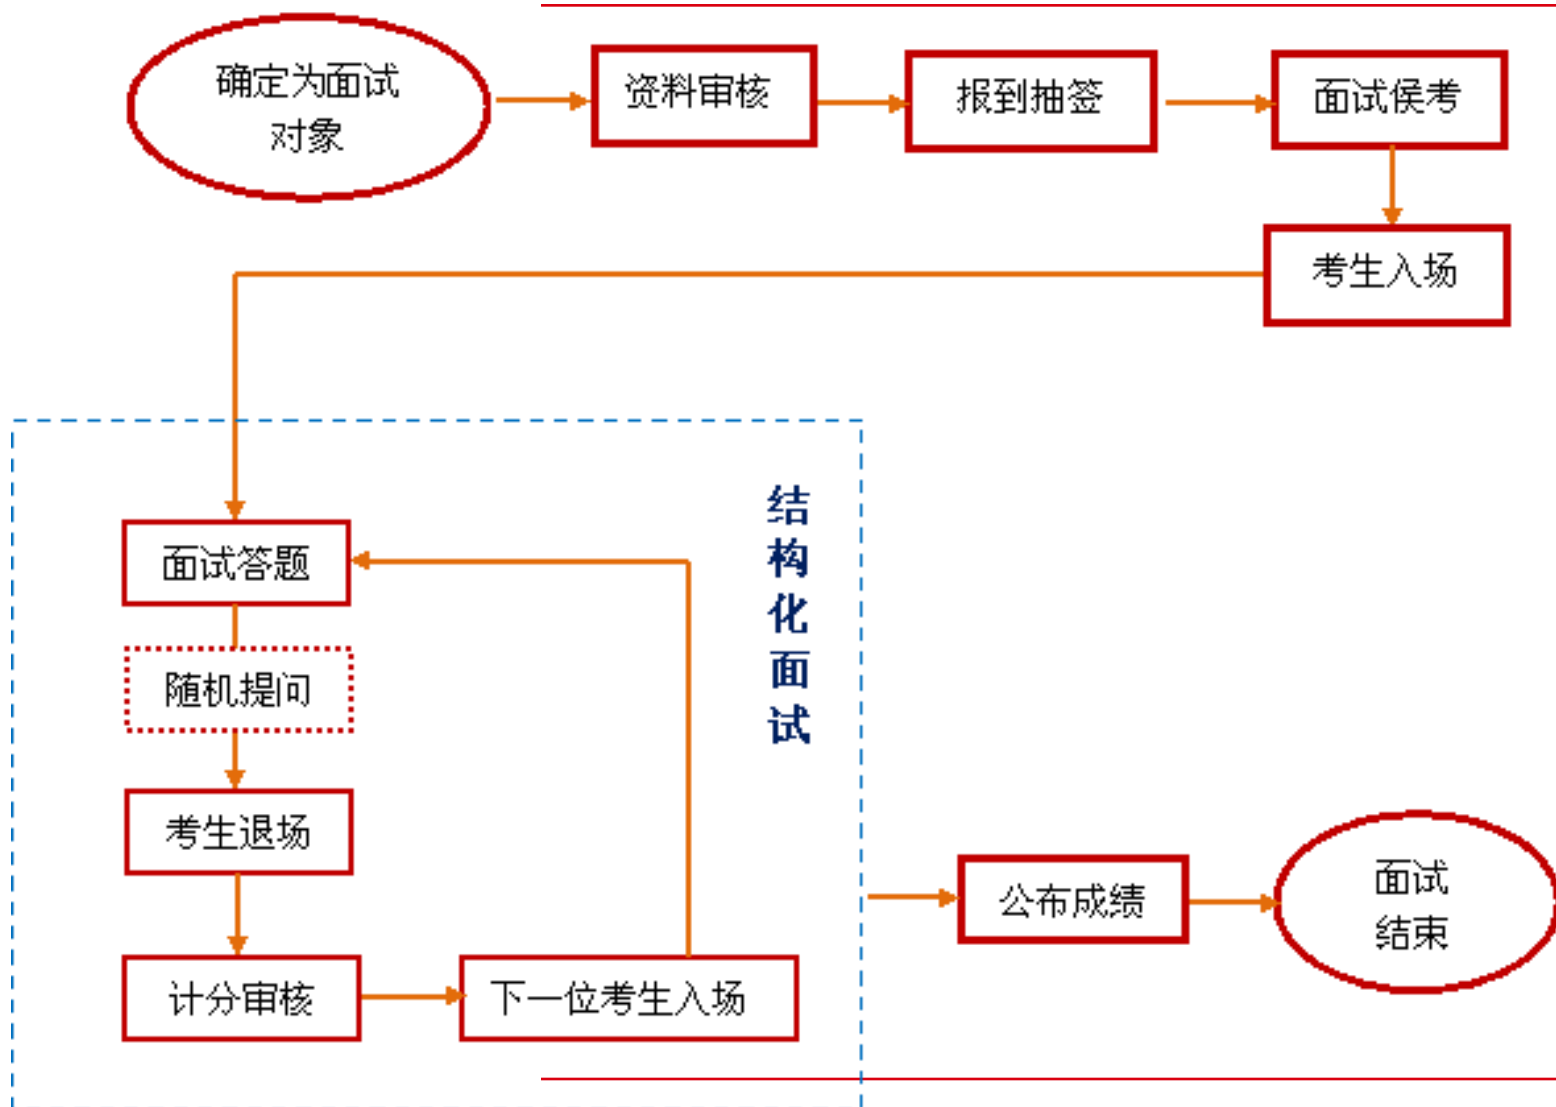 确定为面试
对象
资料审核
报到抽签
面试侯考
考生入场
结构化面试
面试答题
随机提问
考生退场
计分审核
下一位考生入场
公布成绩
面试
结束